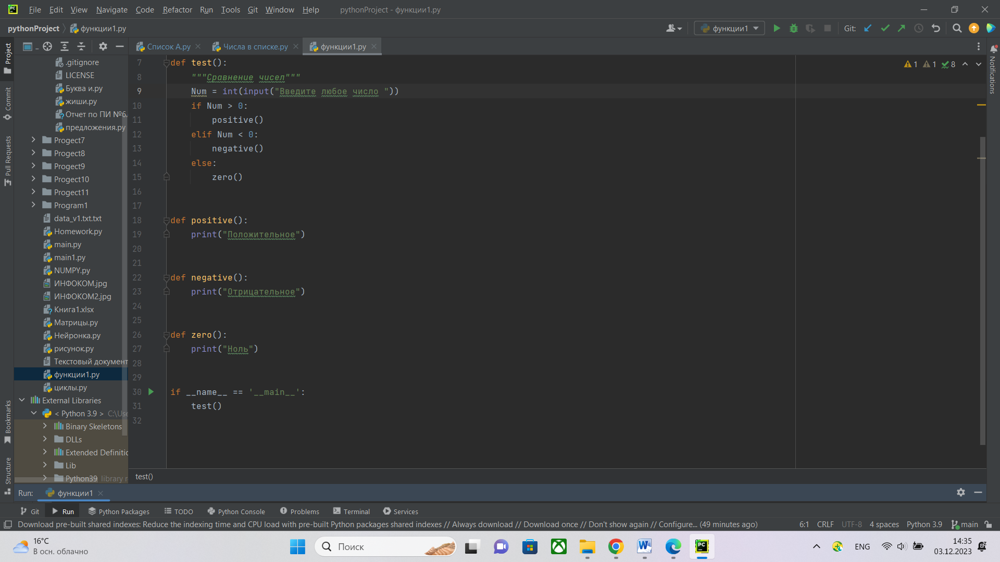 PC File Edit View Navigate Code Refactor Run Tools Git Window Help pythonProject - функции1.py
pythonProject функции1.py функции1 Git:
Project .. Список А.py Числа в списке.py функции1.py
Notifications
Commit
Pull Requests
Bookmarks
Structure
.gitignore
LICENSE
Буква и.py
жиши.py
Отчет по ПИ №6.
предложения.py
Progect7
Progect8
Progect9
Progect10
Progect11
Program1
data_v1.txt.txt
Homework.py
main.py
main1.py
NUMPY.py
ИНФОКОМ.jpg
ИНФОКОМ2.jpg
Книга1.xlsx
Матрицы.py
Нейронка.py
рисунок.py
Текстовый документ
функции1.py
циклы.py
External Libraries
< Python 3.9 > C:\Use
Binary Skeletons
DLLs
Extended Definitic
Lib
Python39 library r
1 1 8
7 def test():
8 """Сравнение чисел"""
9 Num = int(input("Введите любое число "))
10 if Num > 0:
11 positive()
12 elif Num < 0:
13 negative()
14 else:
15 zero()
16
17
18 def positive():
19 print("Положительное")
20
21
22 def negative():
23 print("Отрицательное")
24
25
26 def zero():
27 print("Ноль")
28
29
30 if __name__ == '__main__':
31 test()
32
test()
Run: функции1
Git Run Python Packages TODO Python Console Problems Terminal Services
Download pre-built shared indexes: Reduce the indexing time and CPU load with pre-built Python packages shared indexes // Always download // Download once // Don't show again // Configure... (49 minutes ago) 6:1 CRLF UTF-8 4 spaces Python 3.9 main
16°C
В осн. облачно
Поиск
W
PC
ENG
14:35
03.12.2023